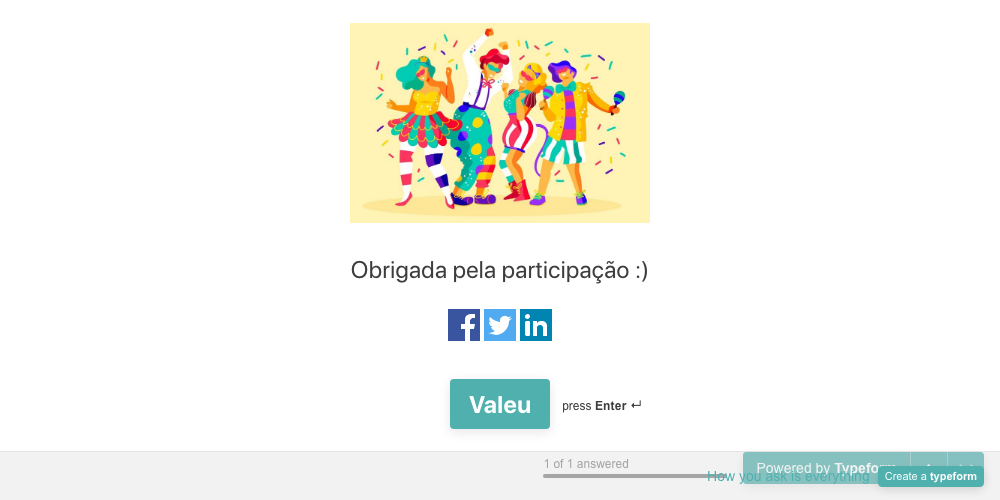 Obrigada pela participação :)
Valeu
press Enter ↵
1 of 1 answered
Powered by Typeform
How you ask is everything
Create a typeform